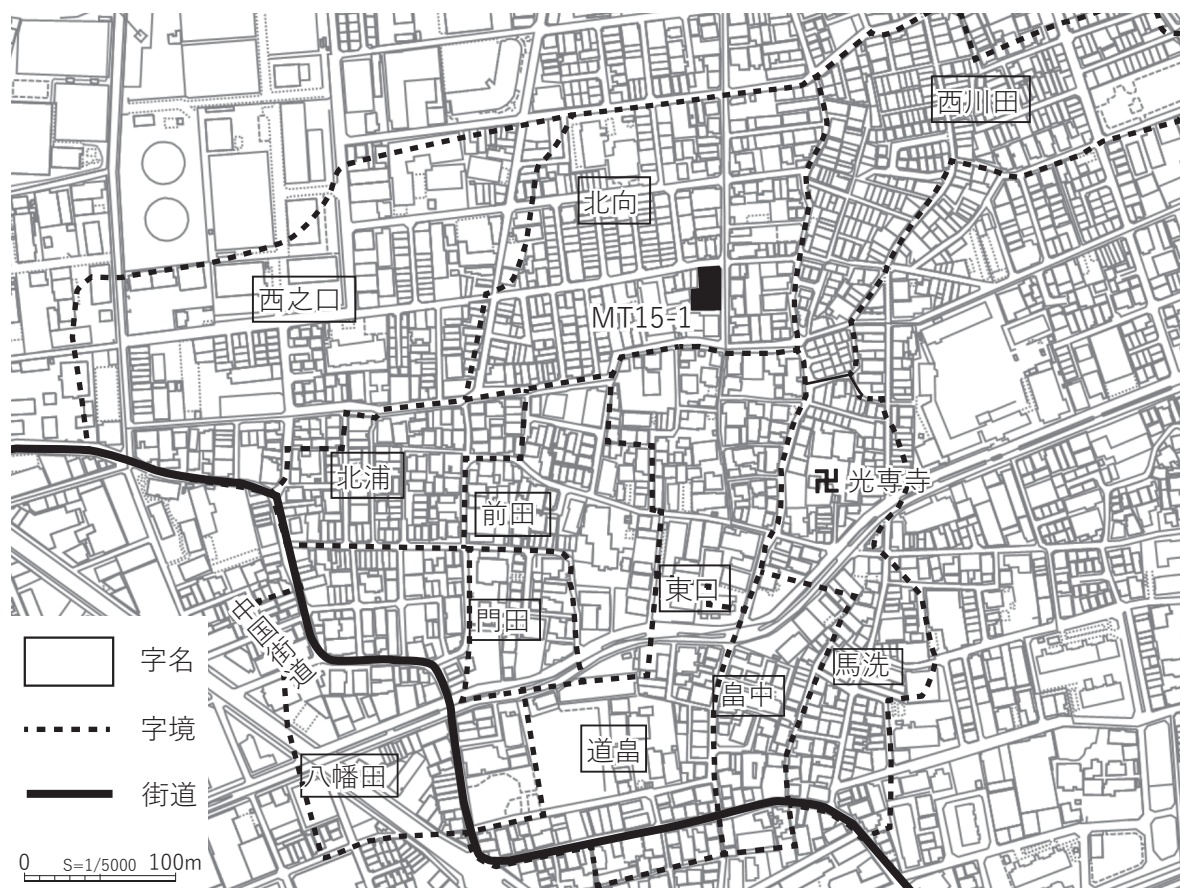 西川田
北向
西之口
MT15-1
北浦
卍 光専寺
前田
東口
門田
中国街道
馬洗
畠中
道畠
八幡田
字名
字境
街道
0 S=1/5000 100m